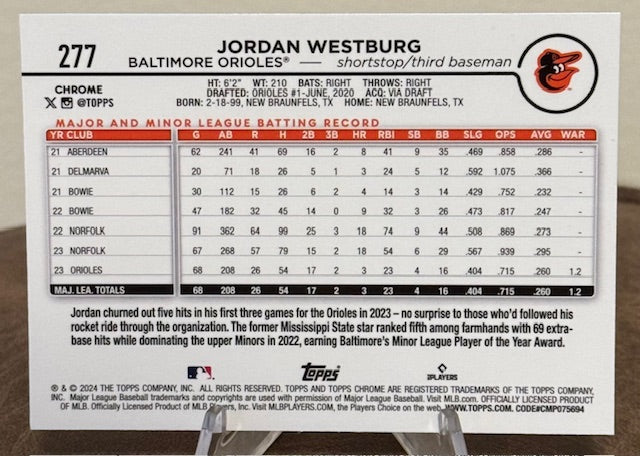 277
JORDAN WESTBURG
BALTIMORE ORIOLES® — shortstop/third baseman
CHROME
@TOPPS
HT: 6'2" WT: 210 BATS: RIGHT THROWS: RIGHT
DRAFTED: ORIOLES #1-JUNE, 2020 ACQ: VIA DRAFT
BORN: 2-18-99, NEW BRAUNFELS, TX HOME: NEW BRAUNFELS, TX
MAJOR AND MINOR LEAGUE BATTING RECORD
YR CLUB G AB R H 2B 3B HR RBI SB BB SLG OPS AVG WAR
21 ABERDEEN 62 241 41 69 16 2 8 41 9 35 .469 .858 .286 -
21 DELMARVA 20 71 18 26 5 1 3 24 5 12 .592 1.075 .366 -
21 BOWIE 30 112 15 26 6 2 4 14 3 14 .429 .752 .232 -
22 BOWIE 47 182 32 45 14 0 9 32 3 26 .473 .817 .247 -
22 NORFOLK 91 362 64 99 25 3 18 74 9 44 .508 .869 .273 -
23 NORFOLK 67 268 57 79 15 2 18 54 6 29 .567 .939 .295 -
23 ORIOLES 68 208 26 54 17 2 3 23 4 16 .404 .715 .260 1.2
MAJ. LEA. TOTALS 68 208 26 54 17 2 3 23 4 16 .404 .715 .260 1.2
Jordan churned out five hits in his first three games for the Orioles in 2023 – no surprise to those who'd followed his
rocket ride through the organization. The former Mississippi State star ranked fifth among farmhands with 69 extra-
base hits while dominating the upper Minors in 2022, earning Baltimore's Minor League Player of the Year Award.
Topps
PLAYERS
® & © 2024 THE TOPPS COMPANY, INC. ALL RIGHTS RESERVED. TOPPS AND TOPPS CHROME ARE REGISTERED TRADEMARKS OF THE TOPPS COMPANY,
INC. Major League Baseball trademarks and copyrights are used with permission of Major League Baseball. Visit MLB.com. OFFICIALLY LICENSED PRODUCT
OF MLB. Officially Licensed Product of MLB Players, Inc. Visit MLBPLAYERS.COM, the Players Choice on the web. WWW.TOPPS.COM. CODE#CMP075694